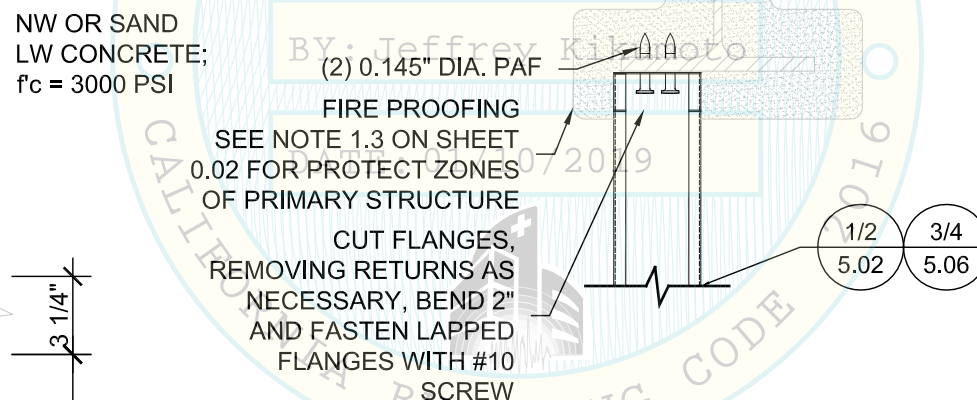 NW OR SAND
LW CONCRETE;
f'c = 3000 PSI
BY: Jeffrey Kikumoto
(2) 0.145" DIA. PAF
FIRE PROOFING
SEE NOTE 1.3 ON SHEET
0.02 FOR PROTECT ZONES
OF PRIMARY STRUCTURE
DATE: 01/10/2019
CUT FLANGES,
REMOVING RETURNS AS
NECESSARY, BEND 2"
AND FASTEN LAPPED
FLANGES WITH #10
SCREW
3 1/4"
1/2
5.02
3/4
5.06
CALIFORNIA
CODE 2016